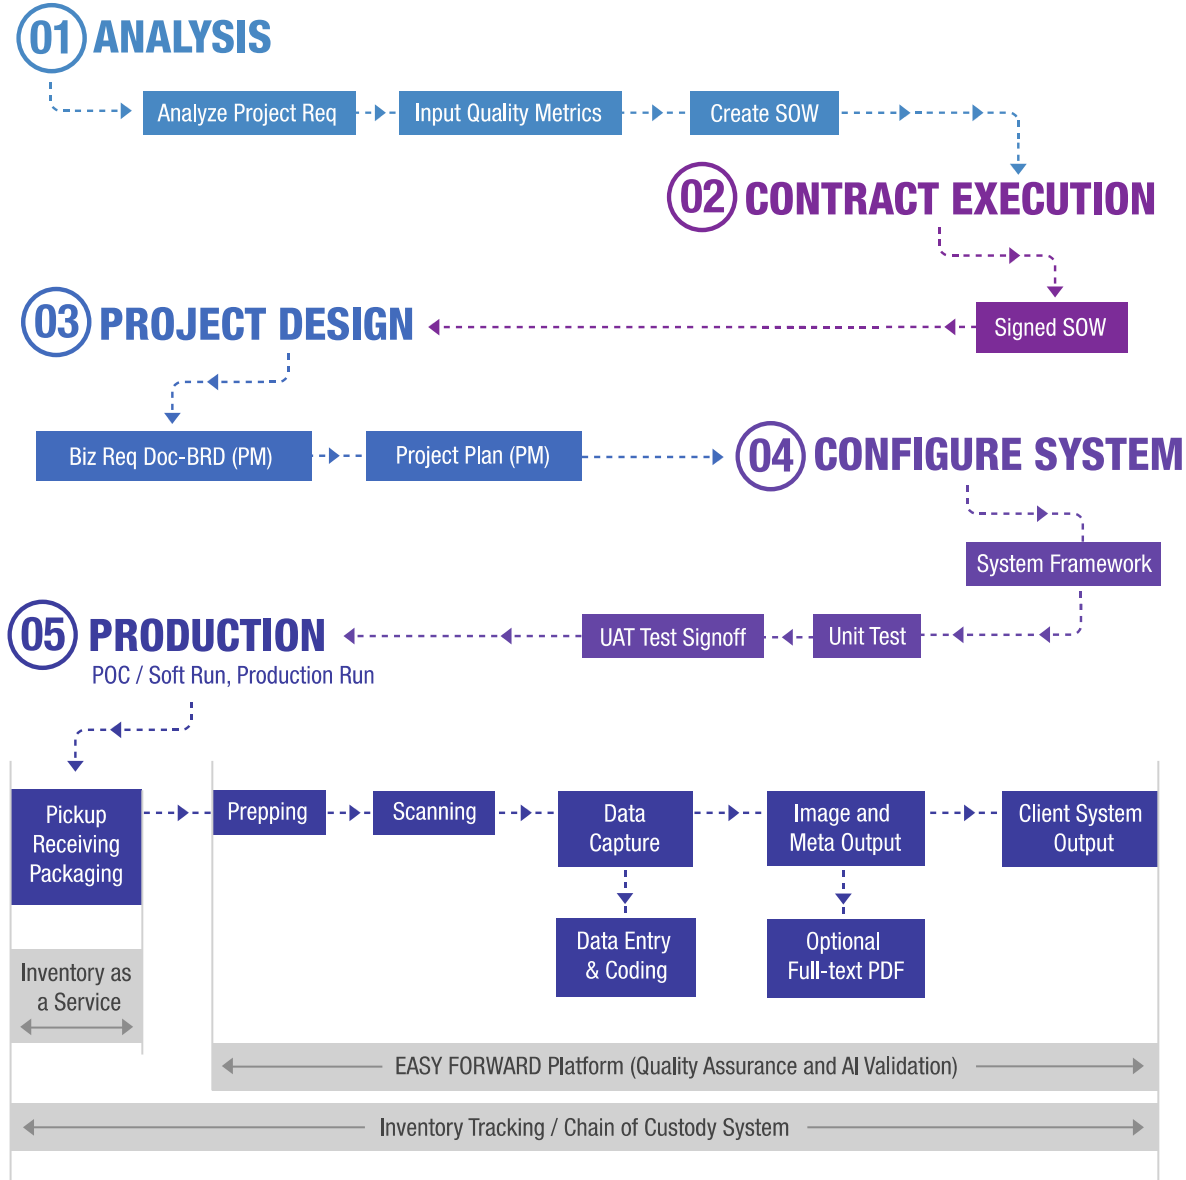 01 ANALYSIS
Analyze Project Req
Input Quality Metrics
Create SOW
02 CONTRACT EXECUTION
Signed SOW
03 PROJECT DESIGN
Biz Req Doc-BRD (PM)
Project Plan (PM)
04 CONFIGURE SYSTEM
System Framework
Unit Test
UAT Test Signoff
05 PRODUCTION
POC / Soft Run, Production Run
Pickup
Receiving
Packaging
Prepping
Scanning
Data
Capture
Image and
Meta Output
Client System
Output
Data Entry
& Coding
Optional
Full-text PDF
Inventory as
a Service
EASY FORWARD Platform (Quality Assurance and AI Validation)
Inventory Tracking / Chain of Custody System